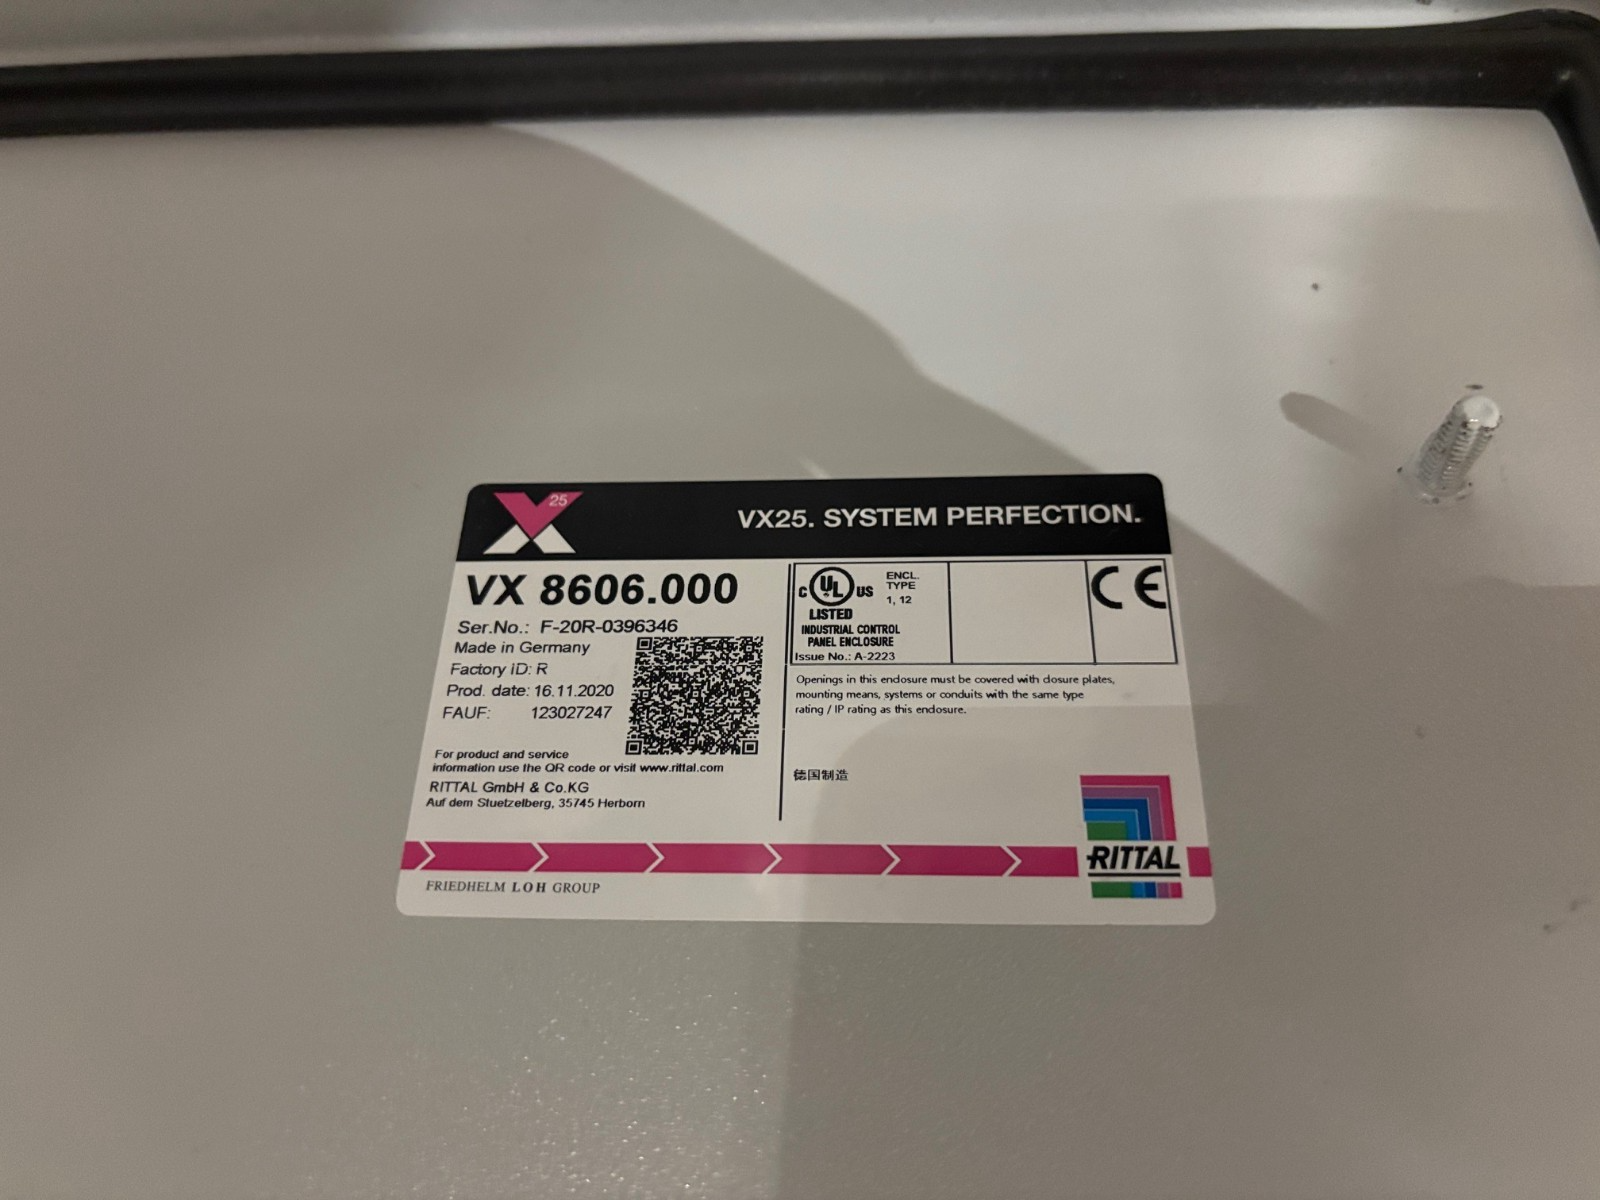 25
VX25. SYSTEM PERFECTION.
VX 8606.000
Ser.No.: F-20R-0396346
Made in Germany
Factory iD: R
Prod. date: 16.11.2020
FAUF: 123027247
For product and service
information use the QR code or visit www.rittal.com
RITTAL GmbH & Co.KG
Auf dem Stuetzelberg, 35745 Herborn
C UL US
LISTED
ENCL.
TYPE
1, 12
INDUSTRIAL CONTROL
PANEL ENCLOSURE
Issue No.: A-2223
CE
Openings in this enclosure must be covered with closure plates,
mounting means, systems or conduits with the same type
rating / IP rating as this enclosure.
德国制造
RITTAL
FRIEDHELM LOH GROUP